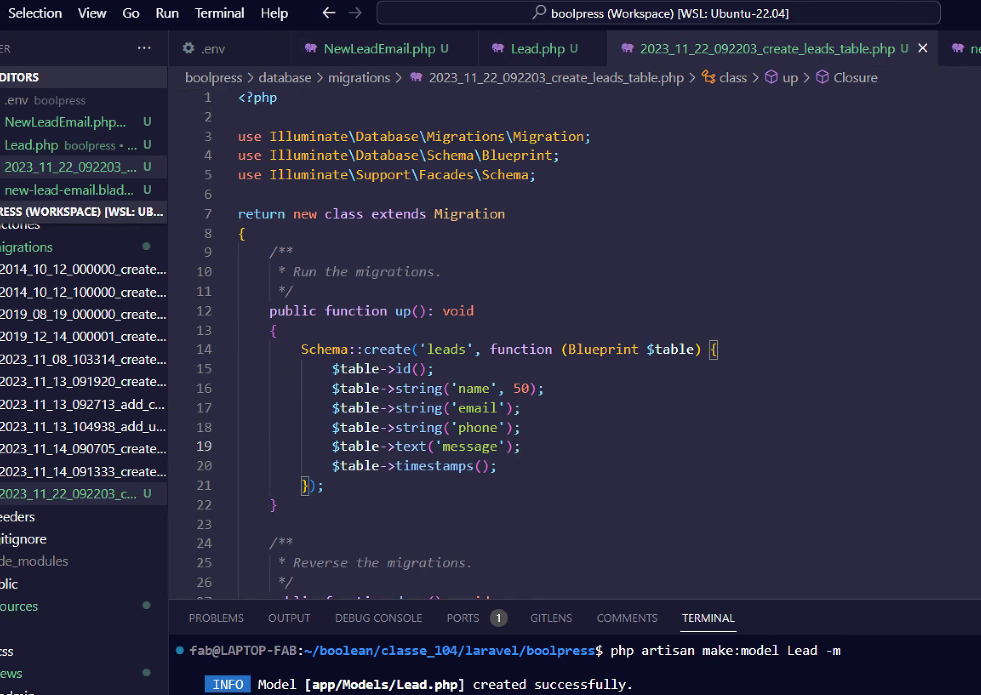 Selection View Go Run Terminal Help ← → boolpress (Workspace) [WSL: Ubuntu-22.04]
ER ···
.env
NewLeadEmail.php U
Lead.php U
2023_11_22_092203_create_leads_table.php U ×
DITORS
.env boolpress
NewLeadEmail.php... U
Lead.php boolpress • ... U
2023_11_22_092203_... U
new-lead-email.blad... U
RESS (WORKSPACE) [WSL: UB...
igrations
2014_10_12_000000_create...
2014_10_12_100000_create...
2019_08_19_000000_create...
2019_12_14_000001_create...
2023_11_08_103314_create...
2023_11_13_091920_create...
2023_11_13_092713_add_c...
2023_11_13_104938_add_u...
2023_11_14_090705_create...
2023_11_14_091333_create...
2023_11_22_092203_c... U
eeders
itignore
de_modules
blic
ources
css
ews
boolpress > database > migrations > 2023_11_22_092203_create_leads_table.php > class > up > Closure
1 <?php
2
3 use Illuminate\Database\Migrations\Migration;
4 use Illuminate\Database\Schema\Blueprint;
5 use Illuminate\Support\Facades\Schema;
6
7 return new class extends Migration
8 {
9 /**
10 * Run the migrations.
11 */
12 public function up(): void
13 {
14 Schema::create('leads', function (Blueprint $table) {
15 $table->id();
16 $table->string('name', 50);
17 $table->string('email');
18 $table->string('phone');
19 $table->text('message');
20 $table->timestamps();
21 });
22 }
23
24 /**
25 * Reverse the migrations.
26 */
PROBLEMS OUTPUT DEBUG CONSOLE PORTS 1 GITLENS COMMENTS TERMINAL
fab@LAPTOP-FAB:~/boolean/classe_104/laravel/boolpress$ php artisan make:model Lead -m
INFO Model [app/Models/Lead.php] created successfully.